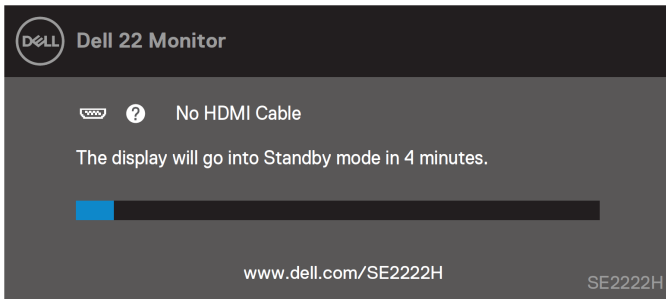 DELL Dell 22 Monitor
No HDMI Cable
The display will go into Standby mode in 4 minutes.
www.dell.com/SE2222H
SE2222H